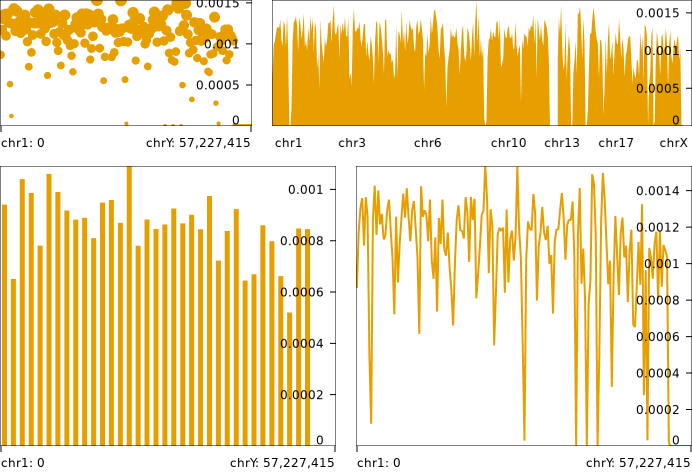 0.0015
0.001
0.0005
0
chr1: 0
chrY: 57,227,415
0.0015
0.001
0.0005
0
chr1
chr3
chr6
chr10
chr13
chr17
chrX
0.001
0.0008
0.0006
0.0004
0.0002
0
chr1: 0
chrY: 57,227,415
0.0014
0.0012
0.001
0.0008
0.0006
0.0004
0.0002
0
chr1: 0
chrY: 57,227,415